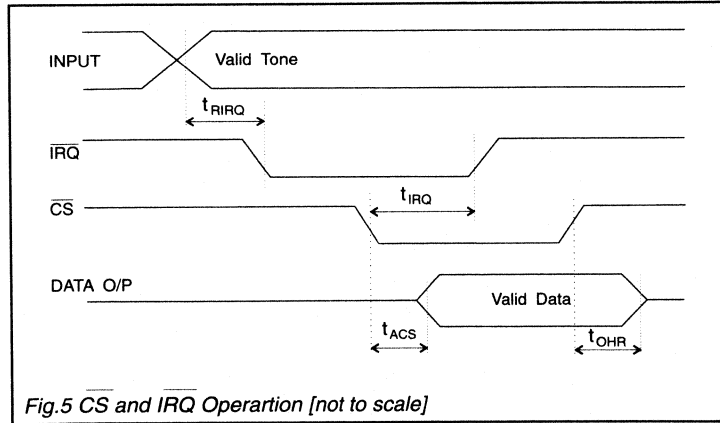 INPUT
Valid Tone
tRIRQ
IRQ
tIRQ
CS
DATA O/P
Valid Data
tACS
tOHR
Fig.5 CS and IRQ Operartion [not to scale]